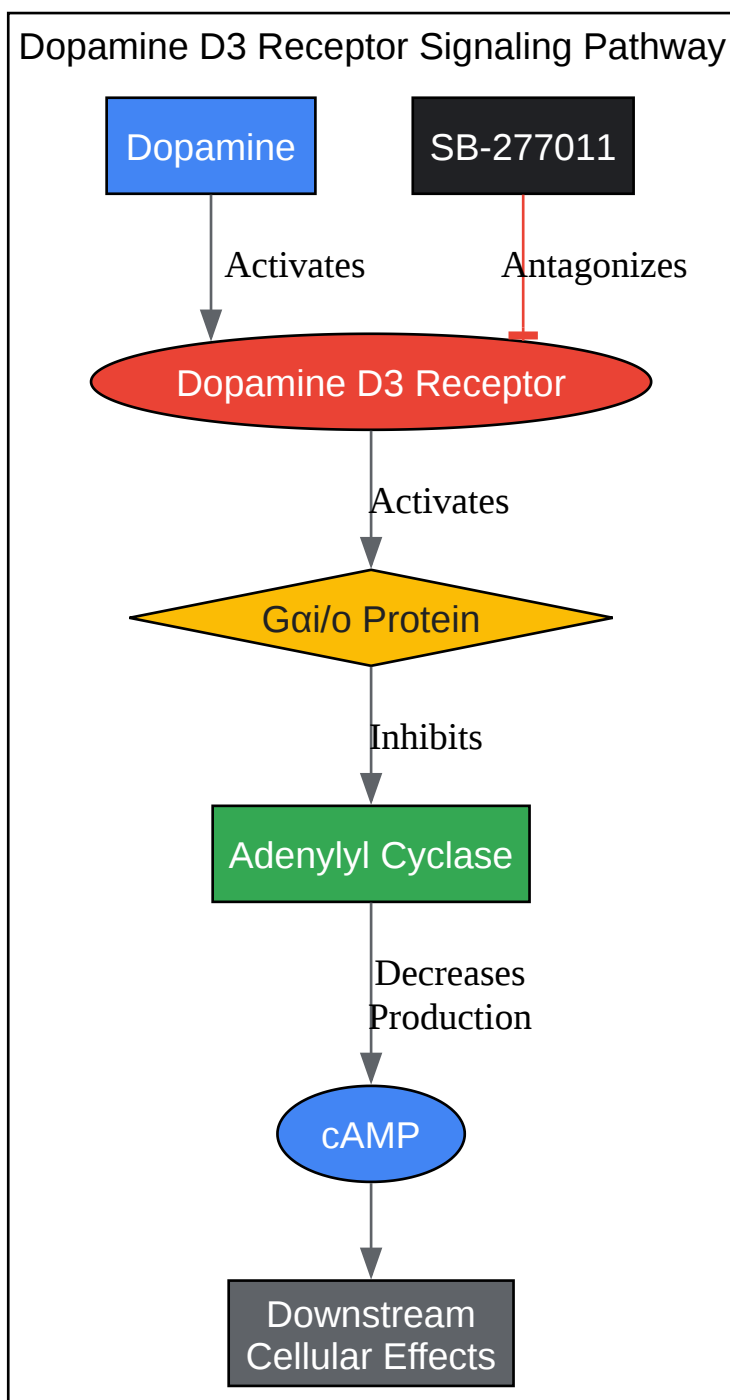 Dopamine D3 Receptor Signaling Pathway
Dopamine
SB-277011
Activates
Antagonizes
Dopamine D3 Receptor
Activates
Gαi/o Protein
Inhibits
Adenylyl Cyclase
Decreases
Production
cAMP
Downstream
Cellular Effects